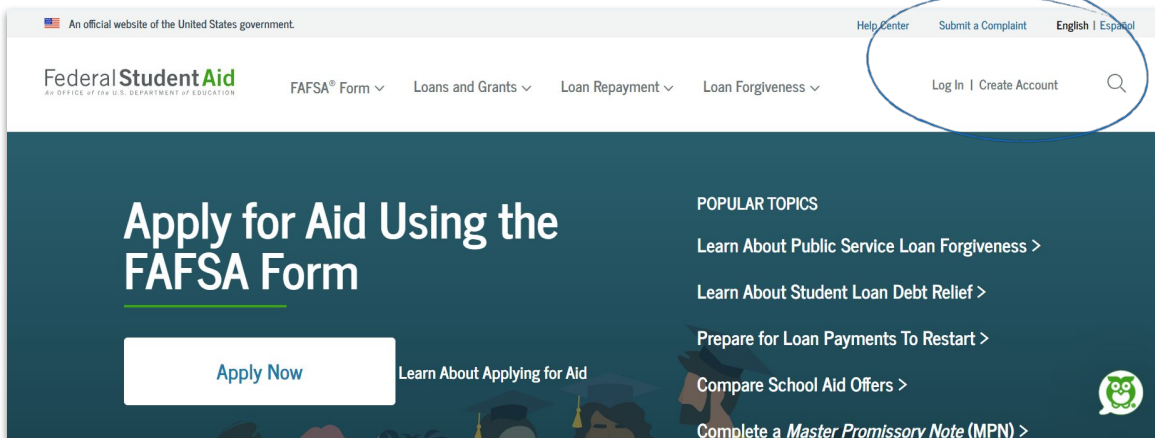 An official website of the United States government.
Help Center Submit a Complaint English | Español
Federal Student Aid
An OFFICE of the U.S. DEPARTMENT of EDUCATION
FAFSA® Form Loans and Grants Loan Repayment Loan Forgiveness
Log In | Create Account
Apply for Aid Using the
FAFSA Form
Apply Now
Learn About Applying for Aid
POPULAR TOPICS
Learn About Public Service Loan Forgiveness >
Learn About Student Loan Debt Relief >
Prepare for Loan Payments To Restart >
Compare School Aid Offers >
Complete a Master Promissory Note (MPN) >